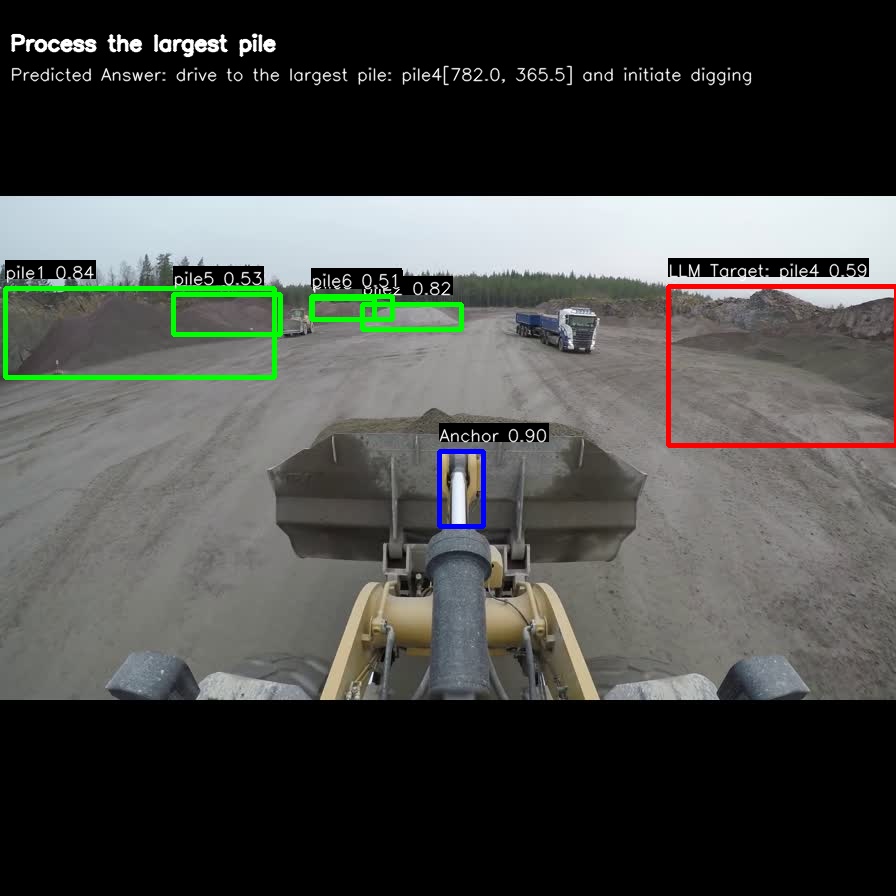 Process the largest pile
Predicted Answer: drive to the largest pile: pile4[782.0, 365.5] and initiate digging
LLM Target: pile4 0.59
pile1 0.84
pile5 0.53
pile6 0.51
pile2 0.82
Anchor 0.90